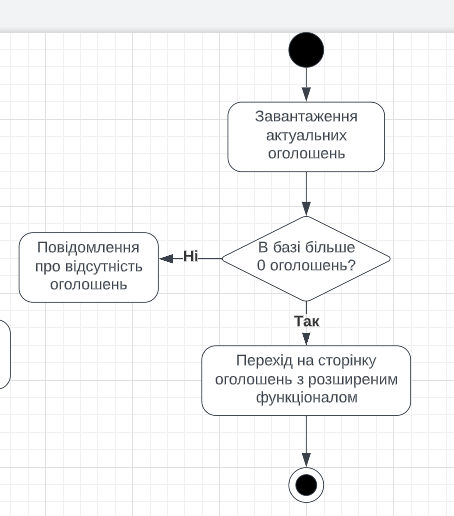 Завантаження
актуальних
оголошень
В базі більше
0 оголошень?
Ні
Повідомлення
про відсутність
оголошень
Так
Перехід на сторінку
оголошень з розширеним
функціоналом